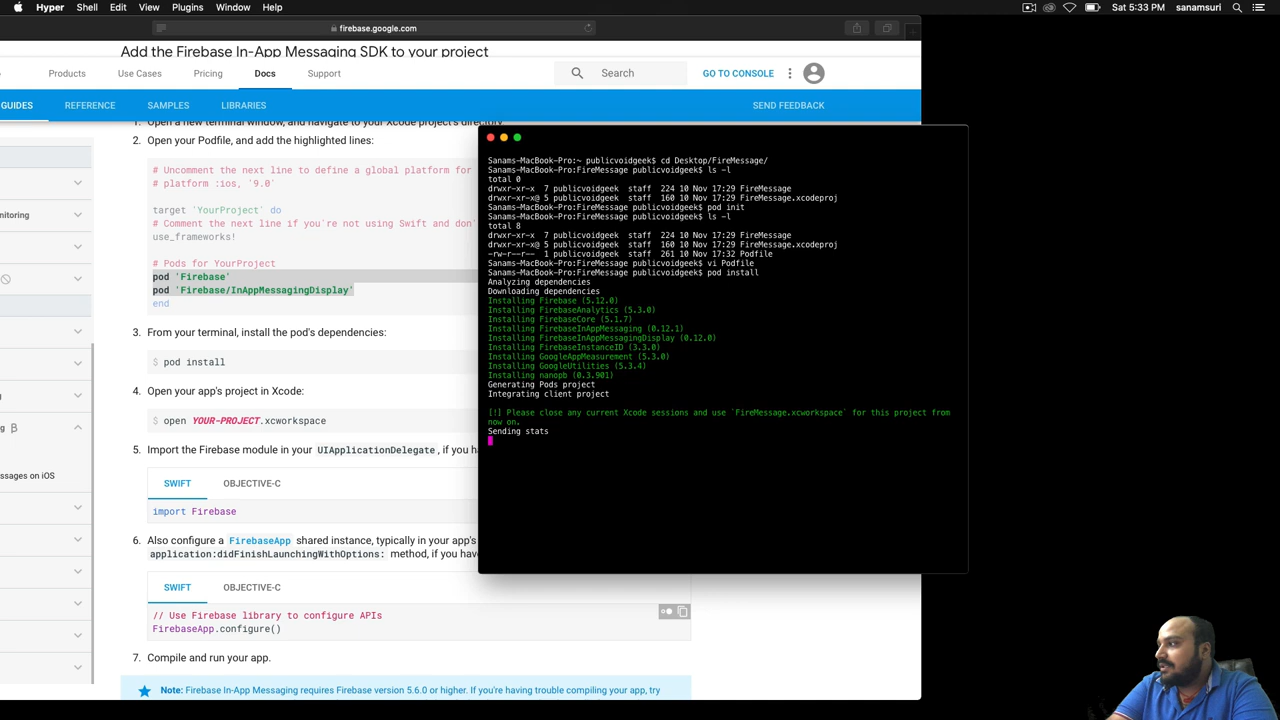 Hyper Shell Edit View Plugins Window Help
Sat 5:33 PM sanamsuri
firebase.google.com
Add the Firebase In-App Messaging SDK to your project
Products Use Cases Pricing Docs Support
Search
GO TO CONSOLE
GUIDES REFERENCE SAMPLES LIBRARIES
SEND FEEDBACK
nitoring
β
ssages on iOS
1. Open a new terminal window, and navigate to your Xcode project's directory
2. Open your Podfile, and add the highlighted lines:
# Uncomment the next line to define a global platform for
# platform :ios, '9.0'
target 'YourProject' do
# Comment the next line if you're not using Swift and don'
use_frameworks!
# Pods for YourProject
pod 'Firebase'
pod 'Firebase/InAppMessagingDisplay'
end
3. From your terminal, install the pod's dependencies:
$ pod install
4. Open your app's project in Xcode:
$ open YOUR-PROJECT.xcworkspace
5. Import the Firebase module in your UIApplicationDelegate, if you ha
SWIFT OBJECTIVE-C
import Firebase
6. Also configure a FirebaseApp shared instance, typically in your app's
application:didFinishLaunchingWithOptions: method, if you have
SWIFT OBJECTIVE-C
// Use Firebase library to configure APIs
FirebaseApp.configure()
7. Compile and run your app.
Note: Firebase In-App Messaging requires Firebase version 5.6.0 or higher. If you're having trouble compiling your app, try
Sanams-MacBook-Pro:~ publicvoidgeek$ cd Desktop/FireMessage/
Sanams-MacBook-Pro:FireMessage publicvoidgeek$ ls -l
total 0
drwxr-xr-x 7 publicvoidgeek staff 224 10 Nov 17:29 FireMessage
drwxr-xr-x@ 5 publicvoidgeek staff 160 10 Nov 17:29 FireMessage.xcodeproj
Sanams-MacBook-Pro:FireMessage publicvoidgeek$ pod init
Sanams-MacBook-Pro:FireMessage publicvoidgeek$ ls -l
total 8
drwxr-xr-x 7 publicvoidgeek staff 224 10 Nov 17:29 FireMessage
drwxr-xr-x@ 5 publicvoidgeek staff 160 10 Nov 17:29 FireMessage.xcodeproj
-rw-r--r-- 1 publicvoidgeek staff 261 10 Nov 17:32 Podfile
Sanams-MacBook-Pro:FireMessage publicvoidgeek$ vi Podfile
Sanams-MacBook-Pro:FireMessage publicvoidgeek$ pod install
Analyzing dependencies
Downloading dependencies
Installing Firebase (5.12.0)
Installing FirebaseAnalytics (5.3.0)
Installing FirebaseCore (5.1.7)
Installing FirebaseInAppMessaging (0.12.1)
Installing FirebaseInAppMessagingDisplay (0.12.0)
Installing FirebaseInstanceID (3.3.0)
Installing GoogleAppMeasurement (5.3.0)
Installing GoogleUtilities (5.3.4)
Installing nanopb (0.3.901)
Generating Pods project
Integrating client project
[!] Please close any current Xcode sessions and use `FireMessage.xcworkspace` for this project from
now on.
Sending stats